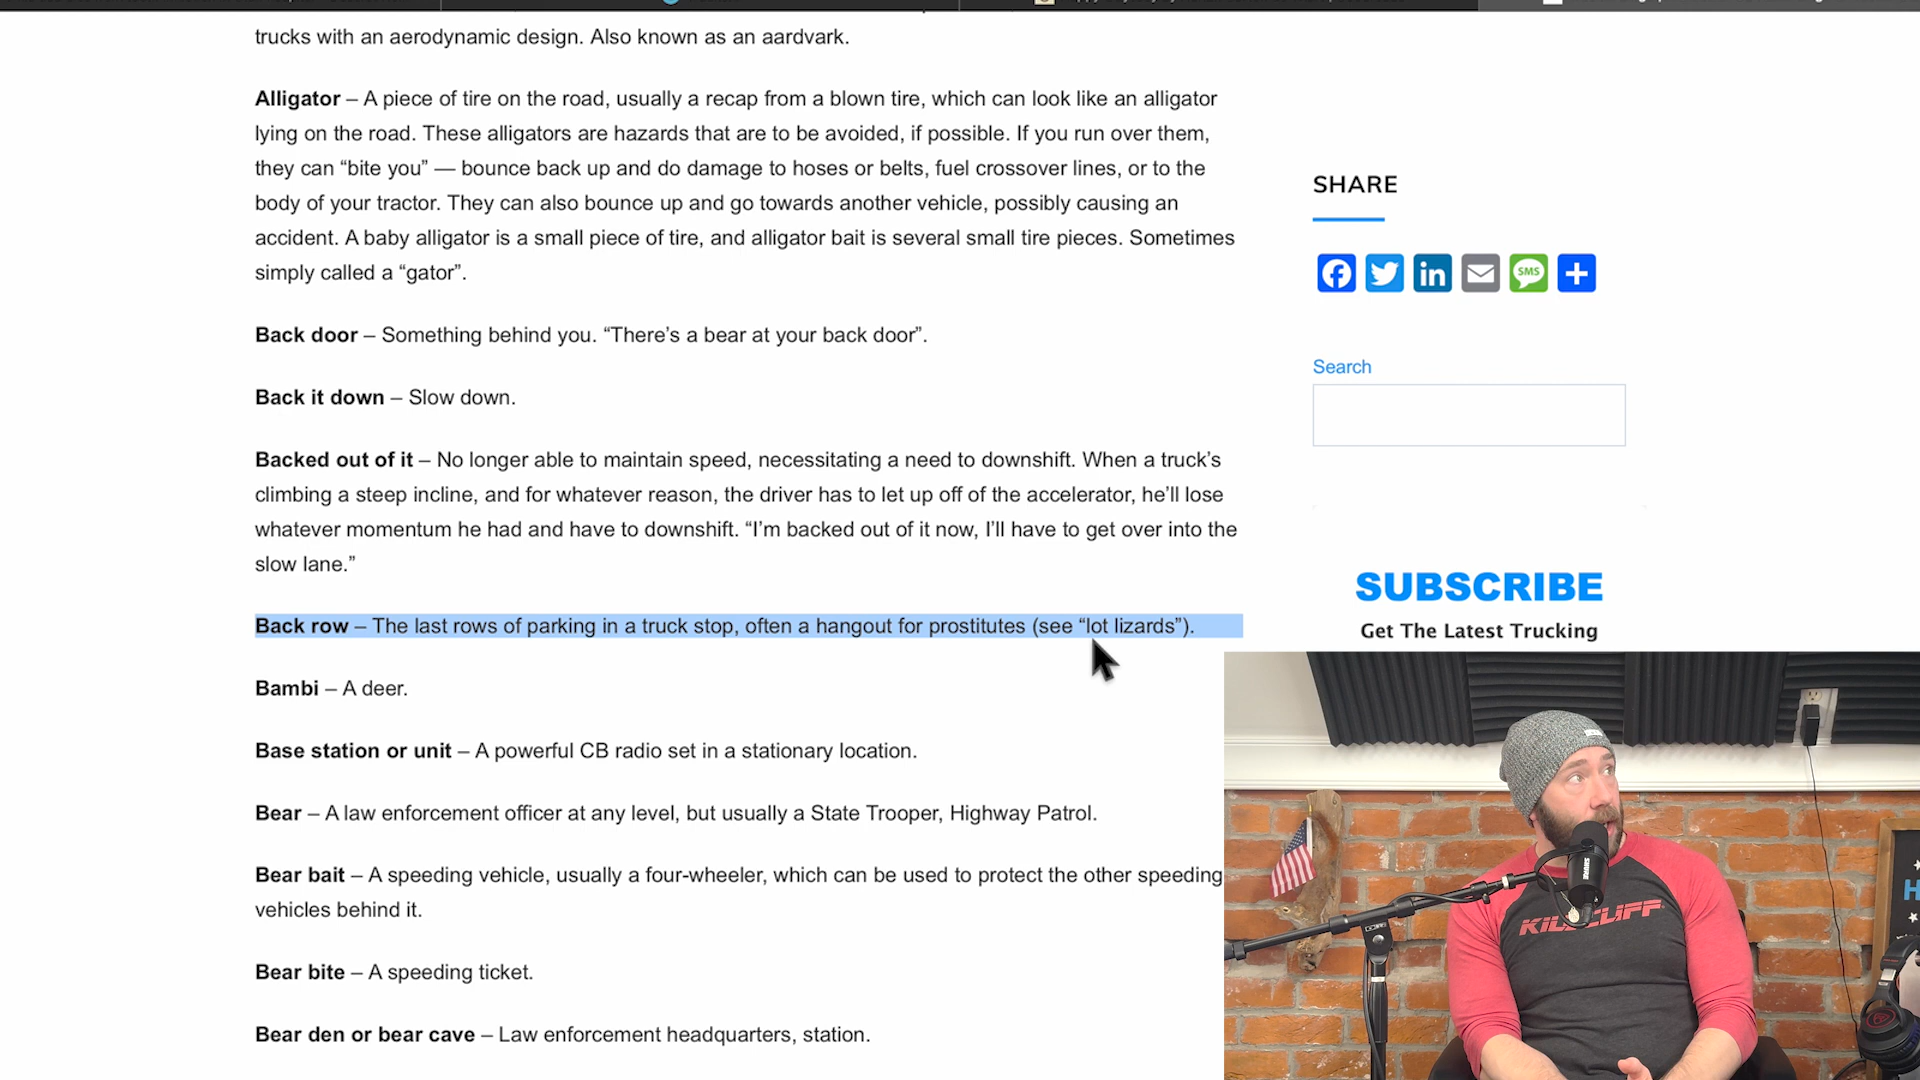 trucks with an aerodynamic design. Also known as an aardvark.
Alligator – A piece of tire on the road, usually a recap from a blown tire, which can look like an alligator
lying on the road. These alligators are hazards that are to be avoided, if possible. If you run over them,
they can “bite you” — bounce back up and do damage to hoses or belts, fuel crossover lines, or to the
body of your tractor. They can also bounce up and go towards another vehicle, possibly causing an
accident. A baby alligator is a small piece of tire, and alligator bait is several small tire pieces. Sometimes
simply called a “gator”.
Back door – Something behind you. “There’s a bear at your back door”.
Back it down – Slow down.
Backed out of it – No longer able to maintain speed, necessitating a need to downshift. When a truck’s
climbing a steep incline, and for whatever reason, the driver has to let up off of the accelerator, he’ll lose
whatever momentum he had and have to downshift. “I’m backed out of it now, I’ll have to get over into the
slow lane.”
Back row – The last rows of parking in a truck stop, often a hangout for prostitutes (see “lot lizards”).
Bambi – A deer.
Base station or unit – A powerful CB radio set in a stationary location.
Bear – A law enforcement officer at any level, but usually a State Trooper, Highway Patrol.
Bear bait – A speeding vehicle, usually a four-wheeler, which can be used to protect the other speeding
vehicles behind it.
Bear bite – A speeding ticket.
Bear den or bear cave – Law enforcement headquarters, station.
SHARE
SMS
Search
SUBSCRIBE
Get The Latest Trucking
SHURE
H